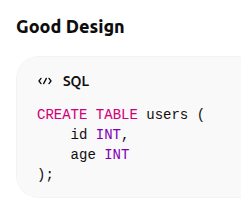 Good Design
</> SQL
CREATE TABLE users (
    id INT,
    age INT
);